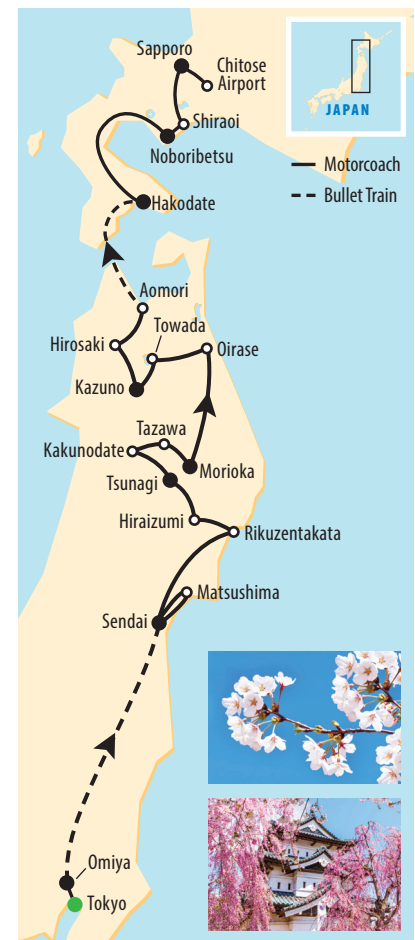 Sapporo
Chitose
Airport
Shiraoi
Noboribetsu
JAPAN
Motorcoach
Bullet Train
Hakodate
Aomori
Towada
Hirosaki
Oirase
Kazuno
Tazawa
Kakunodate
Morioka
Tsunagi
Hiraizumi
Rikuzentakata
Matsushima
Sendai
Omiya
Tokyo